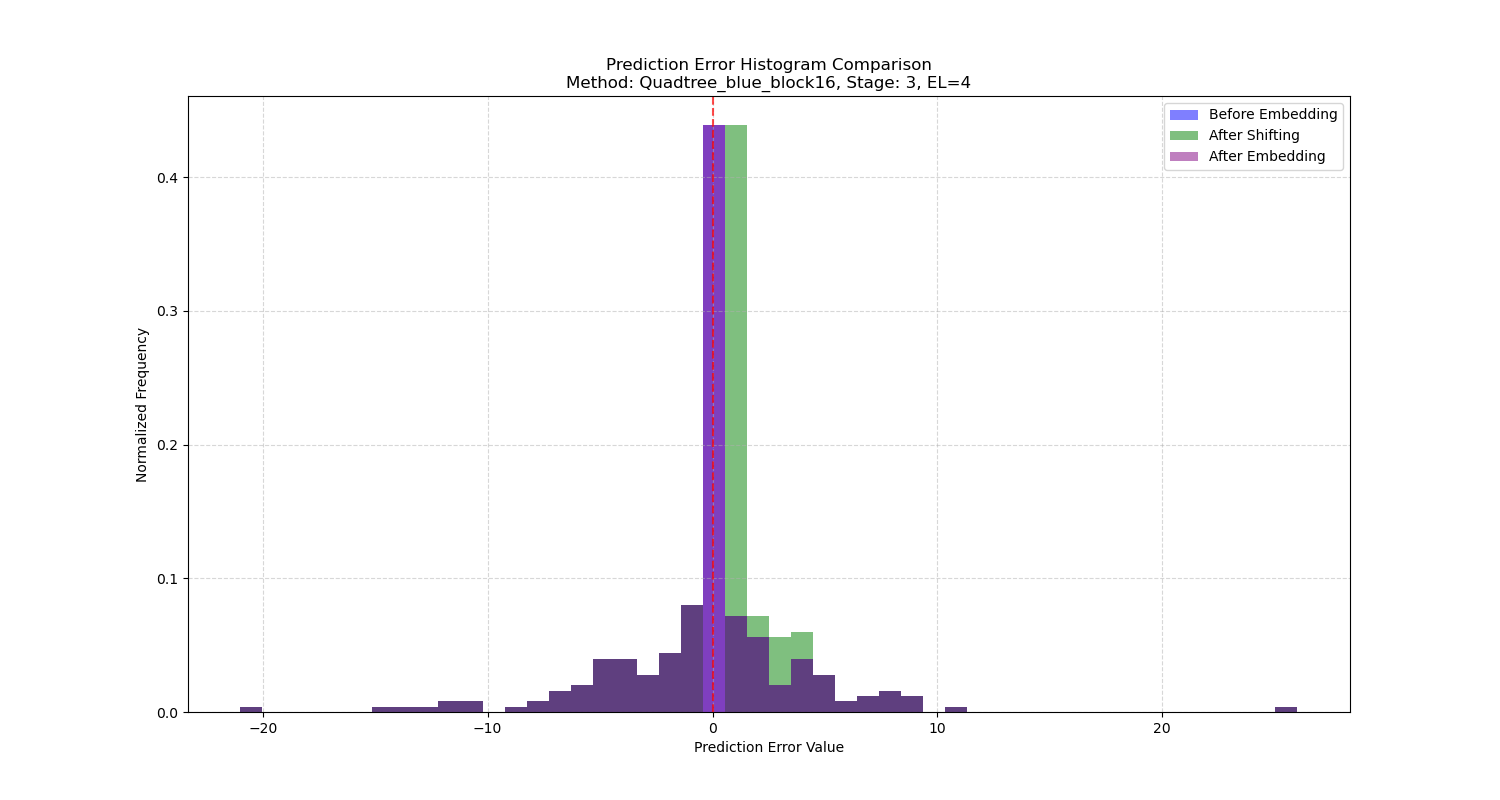 Prediction Error Histogram Comparison
Method: Quadtree_blue_block16, Stage: 3, EL=4
Before Embedding
After Shifting
After Embedding
Normalized Frequency
0.4
0.3
0.2
0.1
0.0
−20
−10
0
10
20
Prediction Error Value